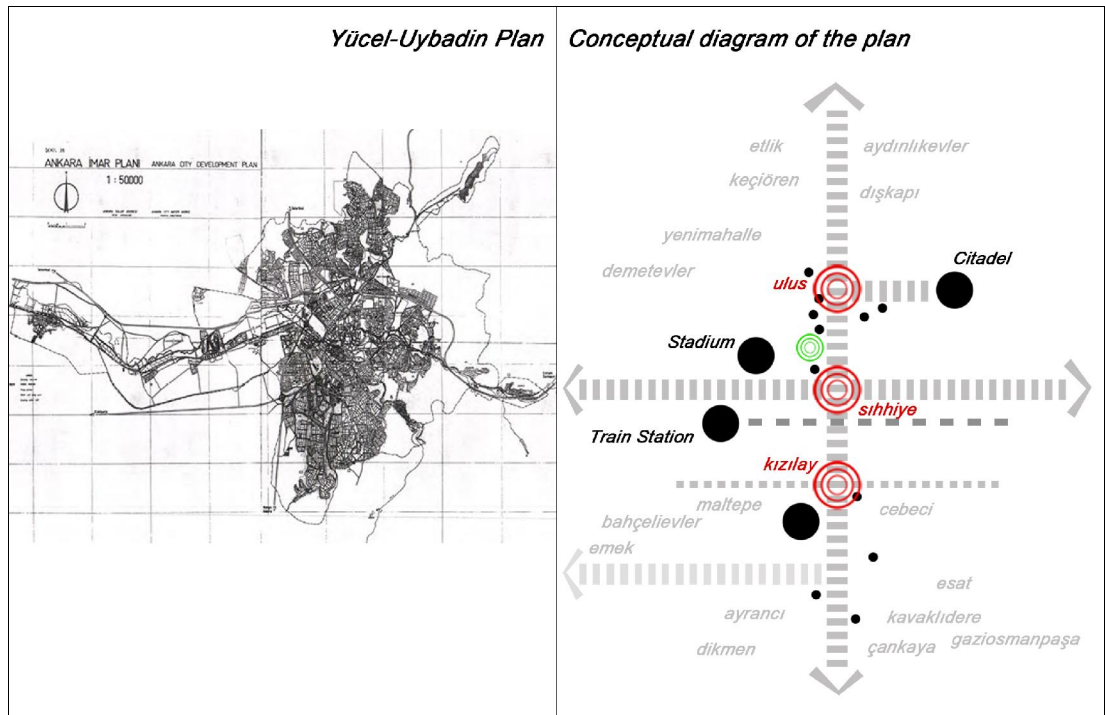 Yücel-Uybadin Plan
Conceptual diagram of the plan
ANKARA İMAR PLANI ANKARA CITY DEVELOPMENT PLAN
1 : 50000
etlik
aydınlıkevler
keçiören
dışkapı
yenimahalle
demetevler
Citadel
ulus
Stadium
sıhhiye
Train Station
kızılay
maltepe
cebeci
bahçelievler
emek
esat
ayrancı
kavaklıdere
gaziosmanpaşa
dikmen
çankaya